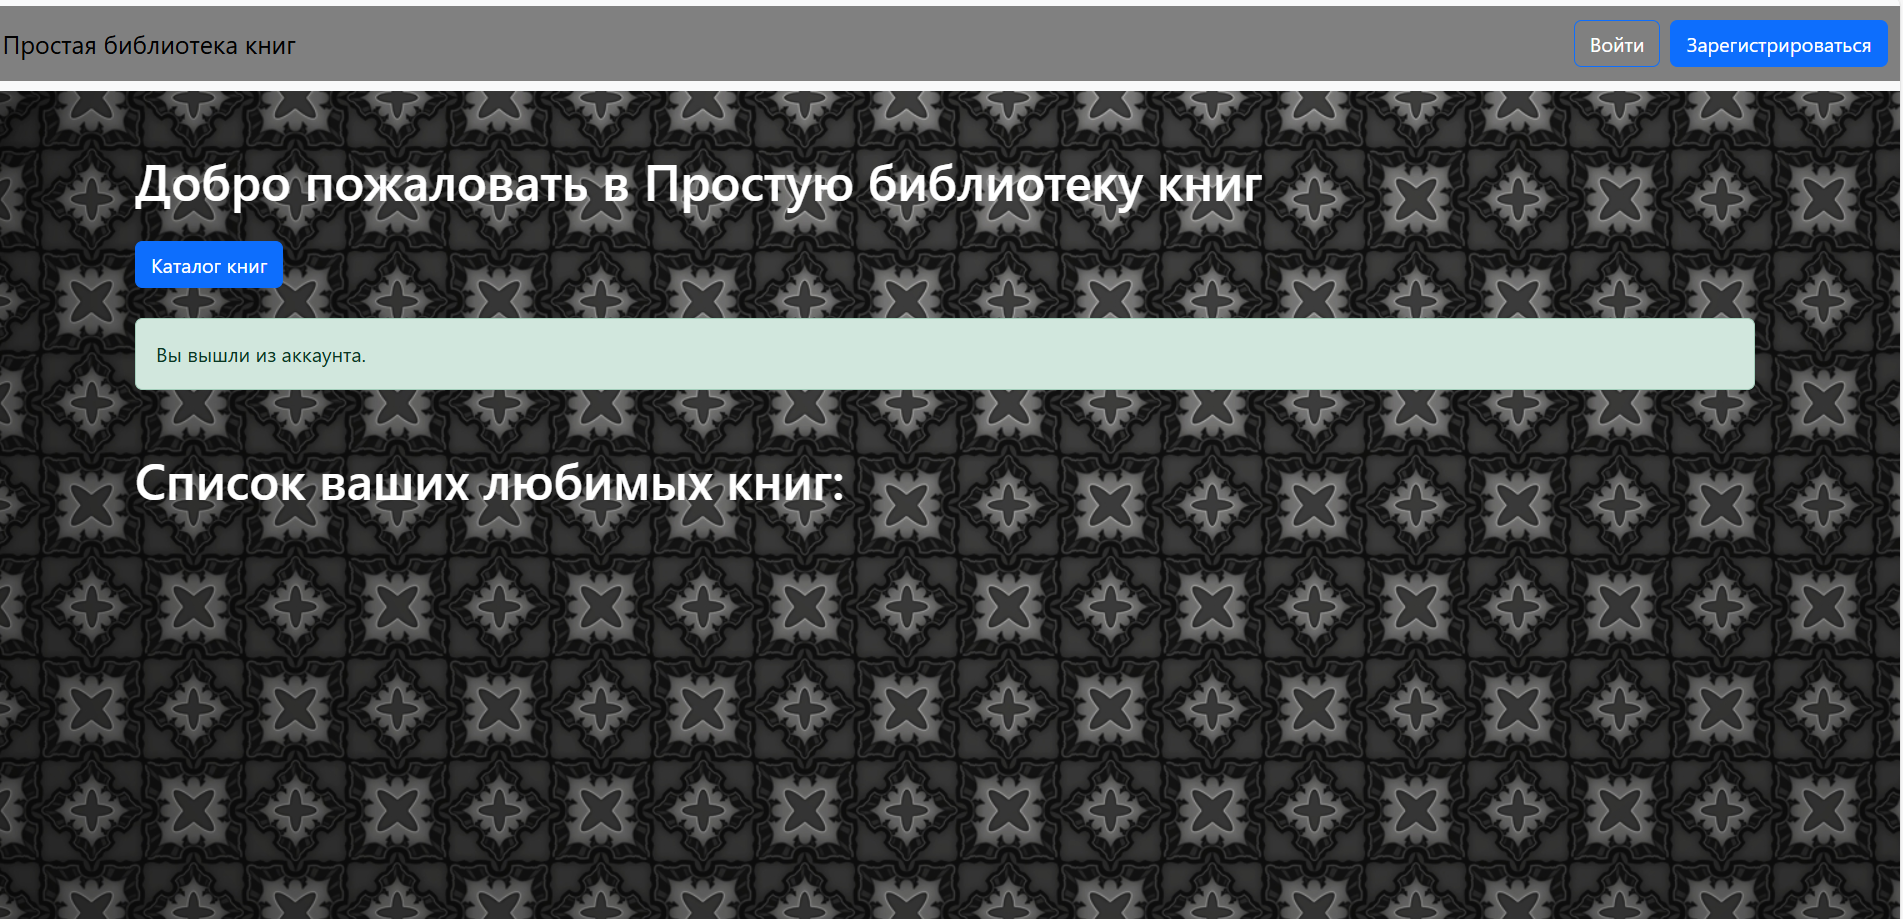 Простая библиотека книг
Войти
Зарегистрироваться
Добро пожаловать в Простую библиотеку книг
Каталог книг
Вы вышли из аккаунта.
Список ваших любимых книг: